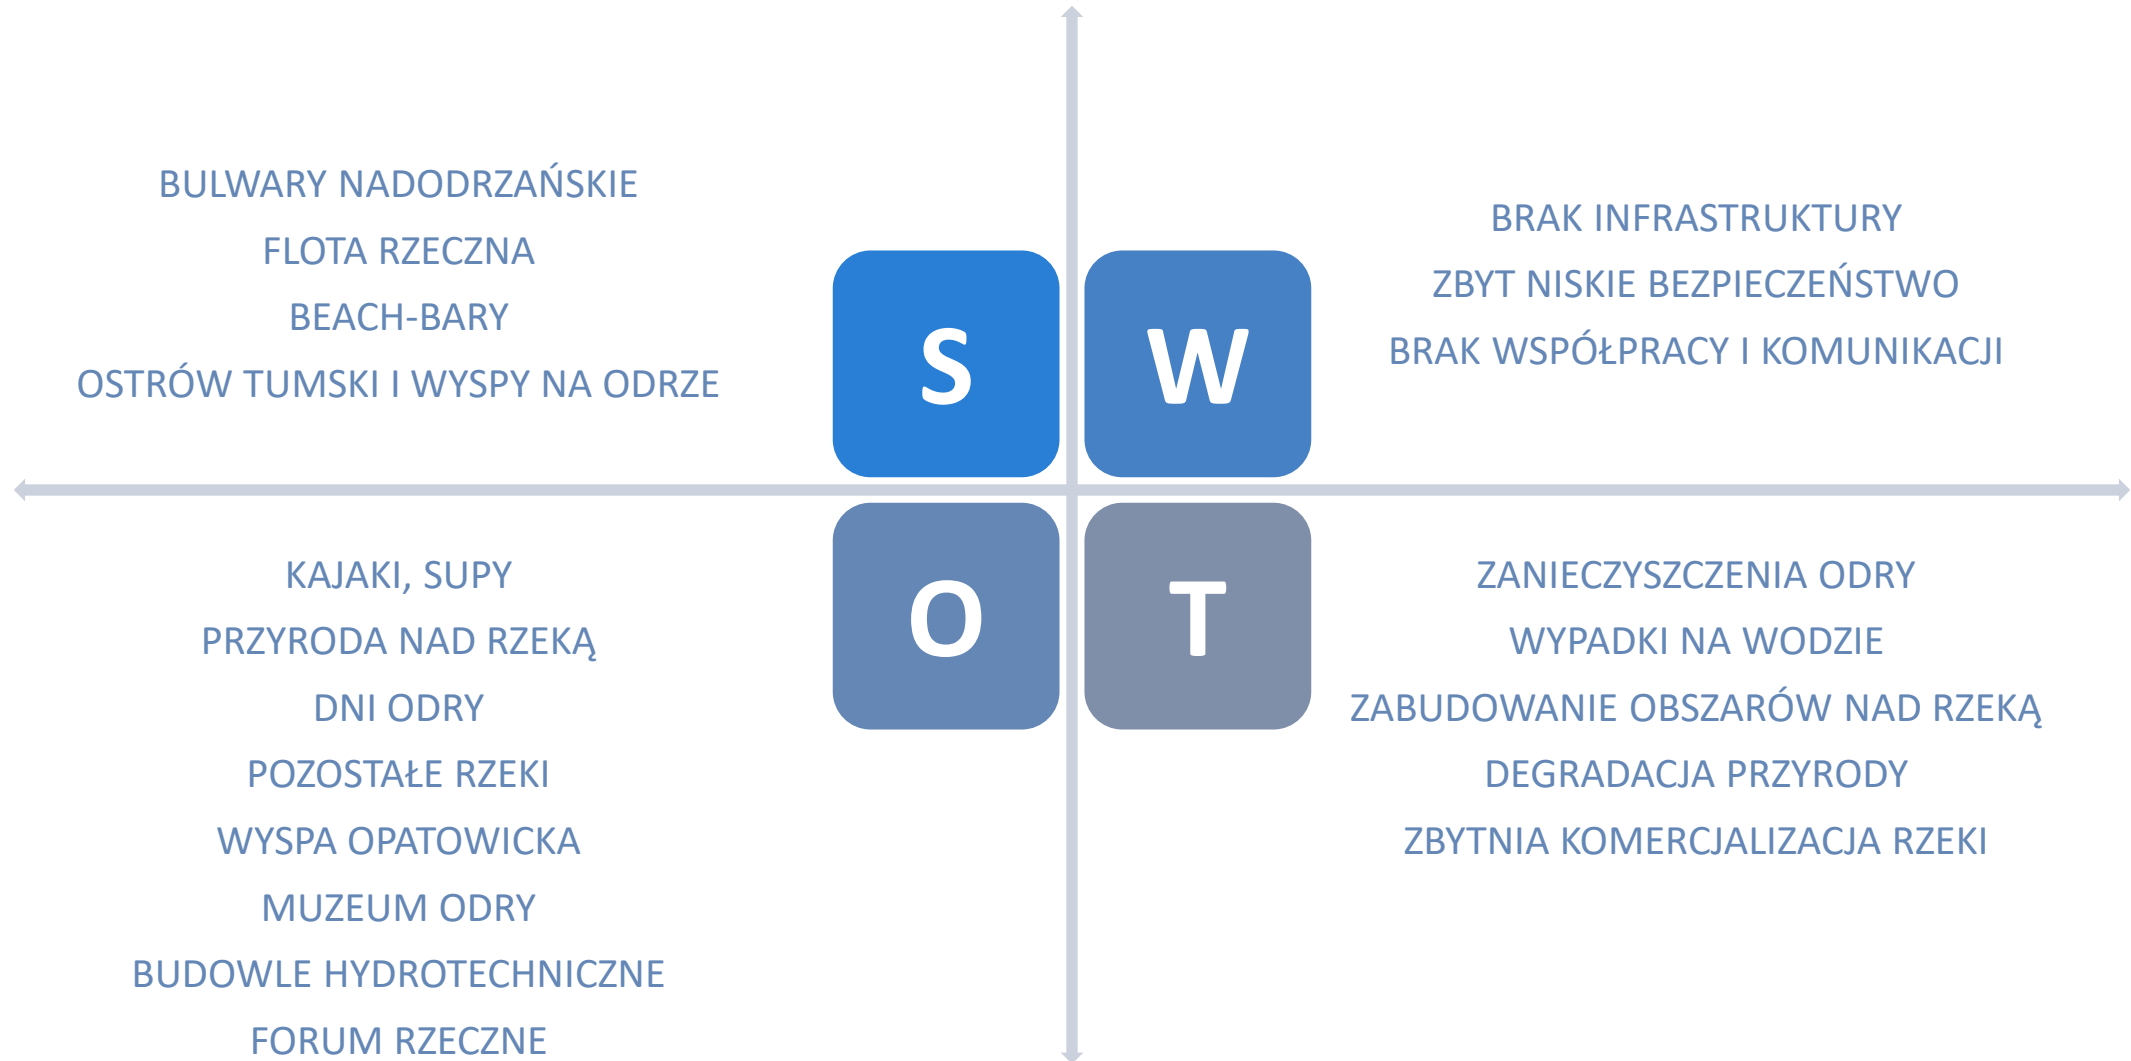 BULWARY NADODRZAŃSKIE
FLOTA RZECZNA
BEACH-BARY
OSTRÓW TUMSKI I WYSPY NA ODRZE
S
W
BRAK INFRASTRUKTURY
ZBYT NISKIE BEZPIECZEŃSTWO
BRAK WSPÓŁPRACY I KOMUNIKACJI
KAJAKI, SUPY
PRZYRODA NAD RZEKĄ
DNI ODRY
POZOSTAŁE RZEKI
WYSPA OPATOWICKA
MUZEUM ODRY
BUDOWLE HYDROTECHNICZNE
FORUM RZECZNE
O
T
ZANIECZYSZCZENIA ODRY
WYPADKI NA WODZIE
ZABUDOWANIE OBSZARÓW NAD RZEKĄ
DEGRADACJA PRZYRODY
ZBYTNIA KOMERCJALIZACJA RZEKI